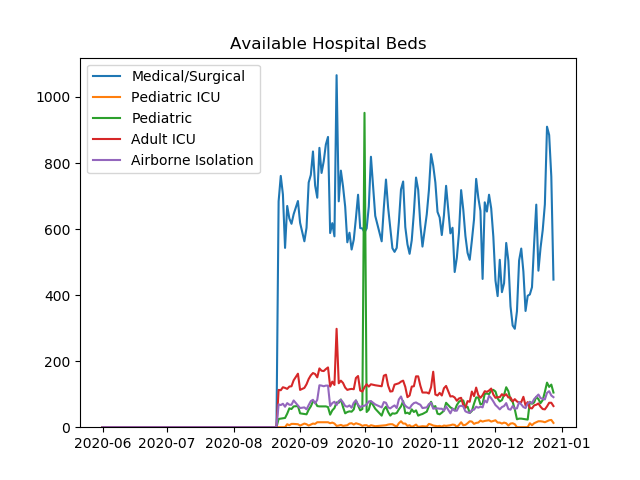 Available Hospital Beds
Medical/Surgical
Pediatric ICU
Pediatric
Adult ICU
Airborne Isolation
1000
800
600
400
200
0
2020-06 2020-07 2020-08 2020-09 2020-10 2020-11 2020-12 2021-01